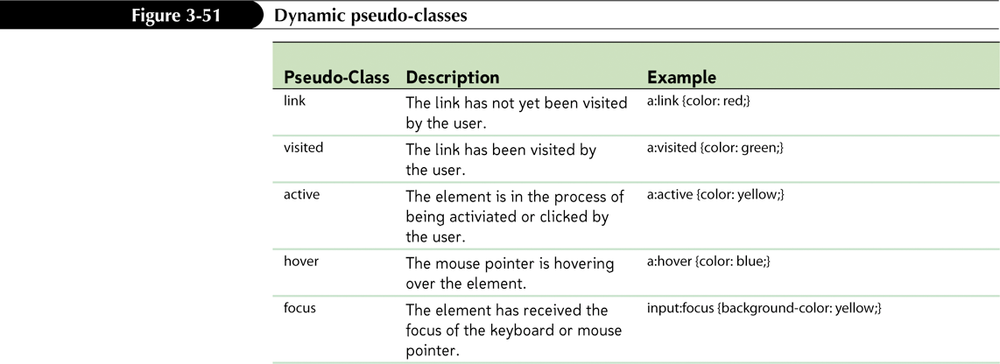 Figure 3-51 Dynamic pseudo-classes
Pseudo-Class Description Example
link The link has not yet been visited a:link {color: red;}
by the user.
visited The link has been visited by a:visited {color: green;}
the user.
active The element is in the process of a:active {color: yellow;}
being activiated or clicked by
the user.
hover The mouse pointer is hovering a:hover {color: blue;}
over the element.
focus The element has received the input:focus {background-color: yellow;}
focus of the keyboard or mouse
pointer.